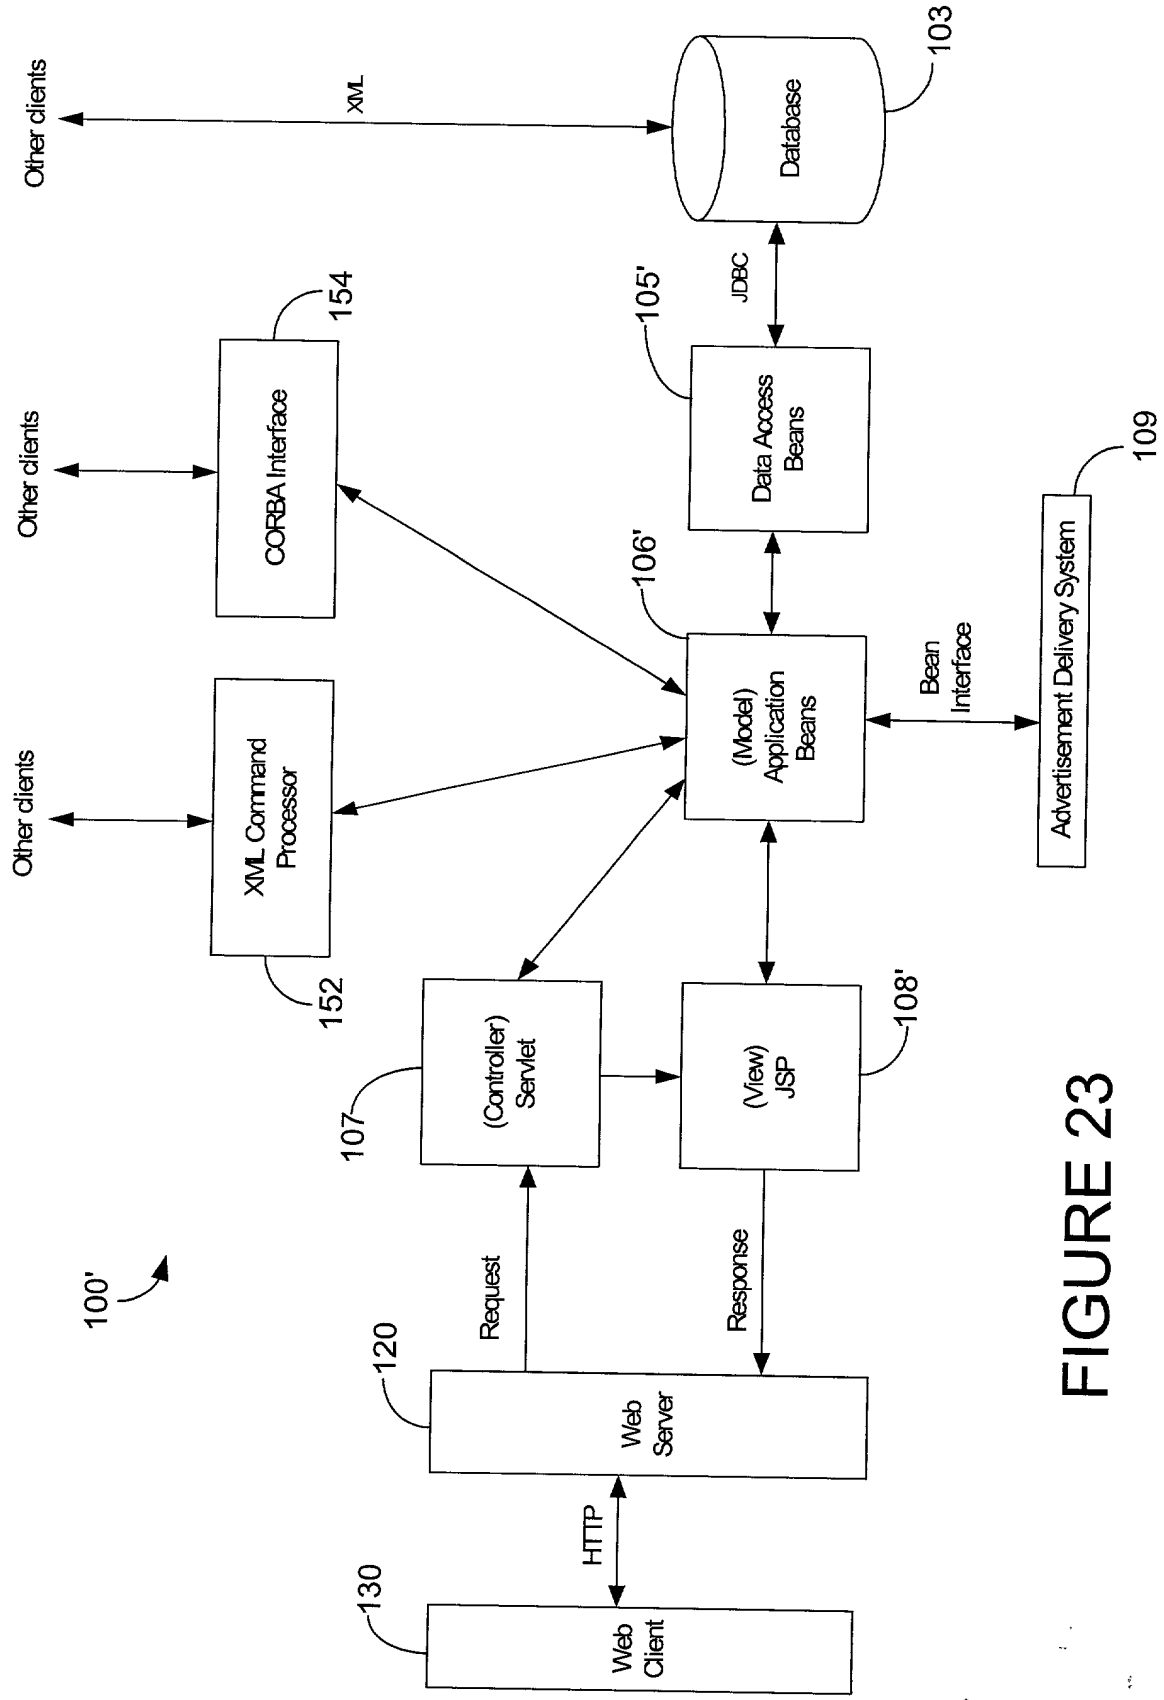 Other clients
Other clients
Other clients
XML
152
XML Command
Processor
154
CORBA Interface
100'
107
(Controller)
Servlet
Request
120
Web
Server
HTTP
130
Web
Client
Response
(View)
JSP
108'
106'
(Model)
Application
Beans
105'
Data Access
Beans
JDBC
Database
103
Bean
Interface
Advertisement Delivery System
109
FIGURE 23